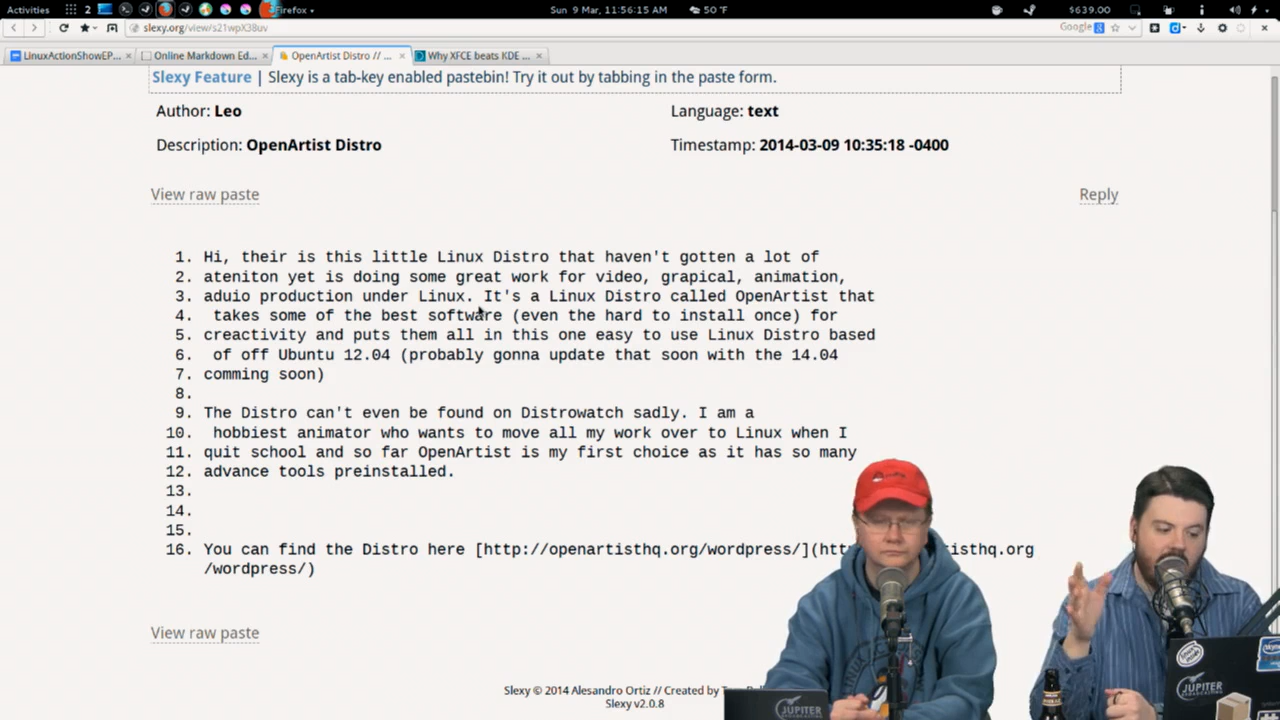 Activities
2
Firefox
Sun 9 Mar, 11:56:15 AM
50 °F
$639.00
slexy.org/view/s21wpX38uv
Google
LinuxActionShowEP...
Online Markdown Ed...
OpenArtist Distro // ...
Why XFCE beats KDE ...
Slexy Feature | Slexy is a tab-key enabled pastebin! Try it out by tabbing in the paste form.
Author: Leo
Language: text
Description: OpenArtist Distro
Timestamp: 2014-03-09 10:35:18 -0400
View raw paste
Reply
1. Hi, their is this little Linux Distro that haven't gotten a lot of
2. ateniton yet is doing some great work for video, grapical, animation,
3. aduio production under Linux. It's a Linux Distro called OpenArtist that
4. takes some of the best software (even the hard to install once) for
5. creactivity and puts them all in this one easy to use Linux Distro based
6. of off Ubuntu 12.04 (probably gonna update that soon with the 14.04
7. comming soon)
8.
9. The Distro can't even be found on Distrowatch sadly. I am a
10. hobbiest animator who wants to move all my work over to Linux when I
11. quit school and so far OpenArtist is my first choice as it has so many
12. advance tools preinstalled.
13.
14.
15.
16. You can find the Distro here [http://openartisthq.org/wordpress/](htt
isthq.org
/wordpress/)
View raw paste
Slexy © 2014 Alesandro Ortiz // Created by
Slexy v2.0.8
JUPITER
JUPITER
BROADCASTING